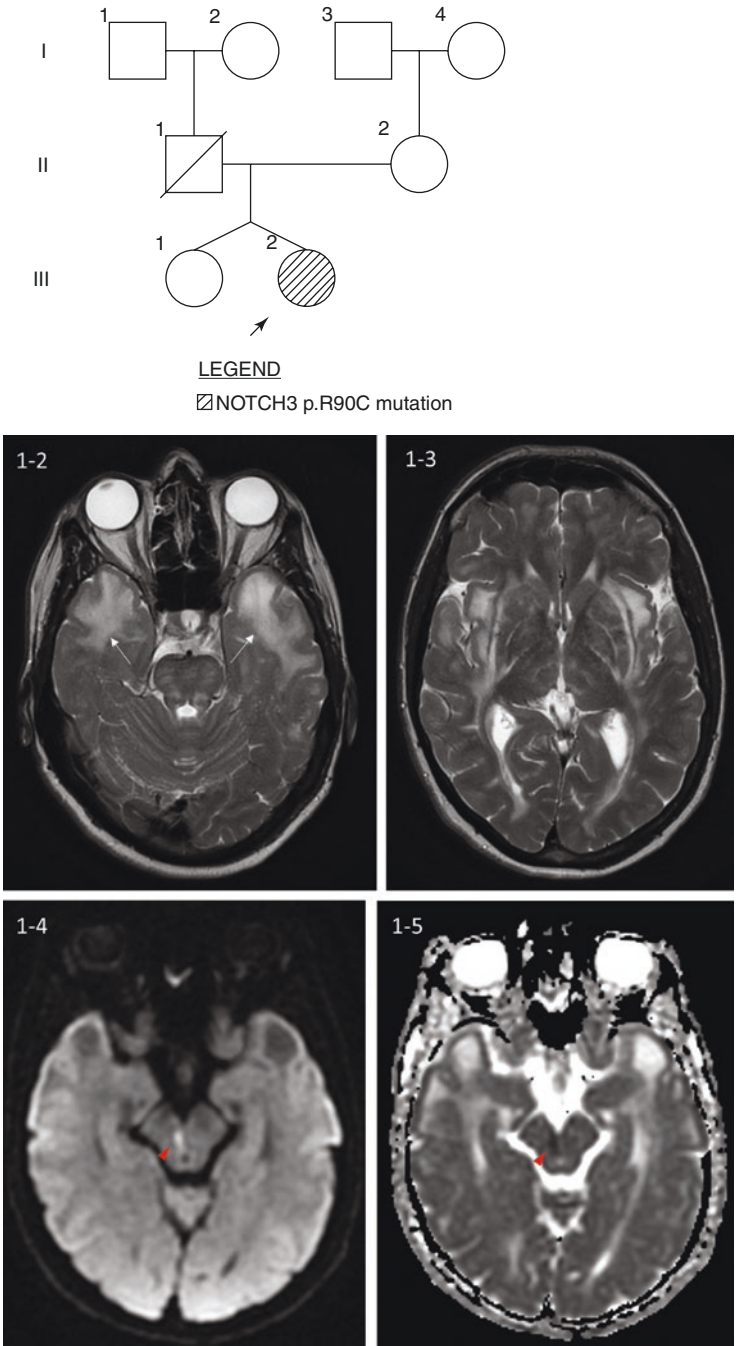 1 2 3 4
I
1 2
II
1 2
III
LEGEND
NOTCH3 p.R90C mutation
1-2 1-3
1-4 1-5